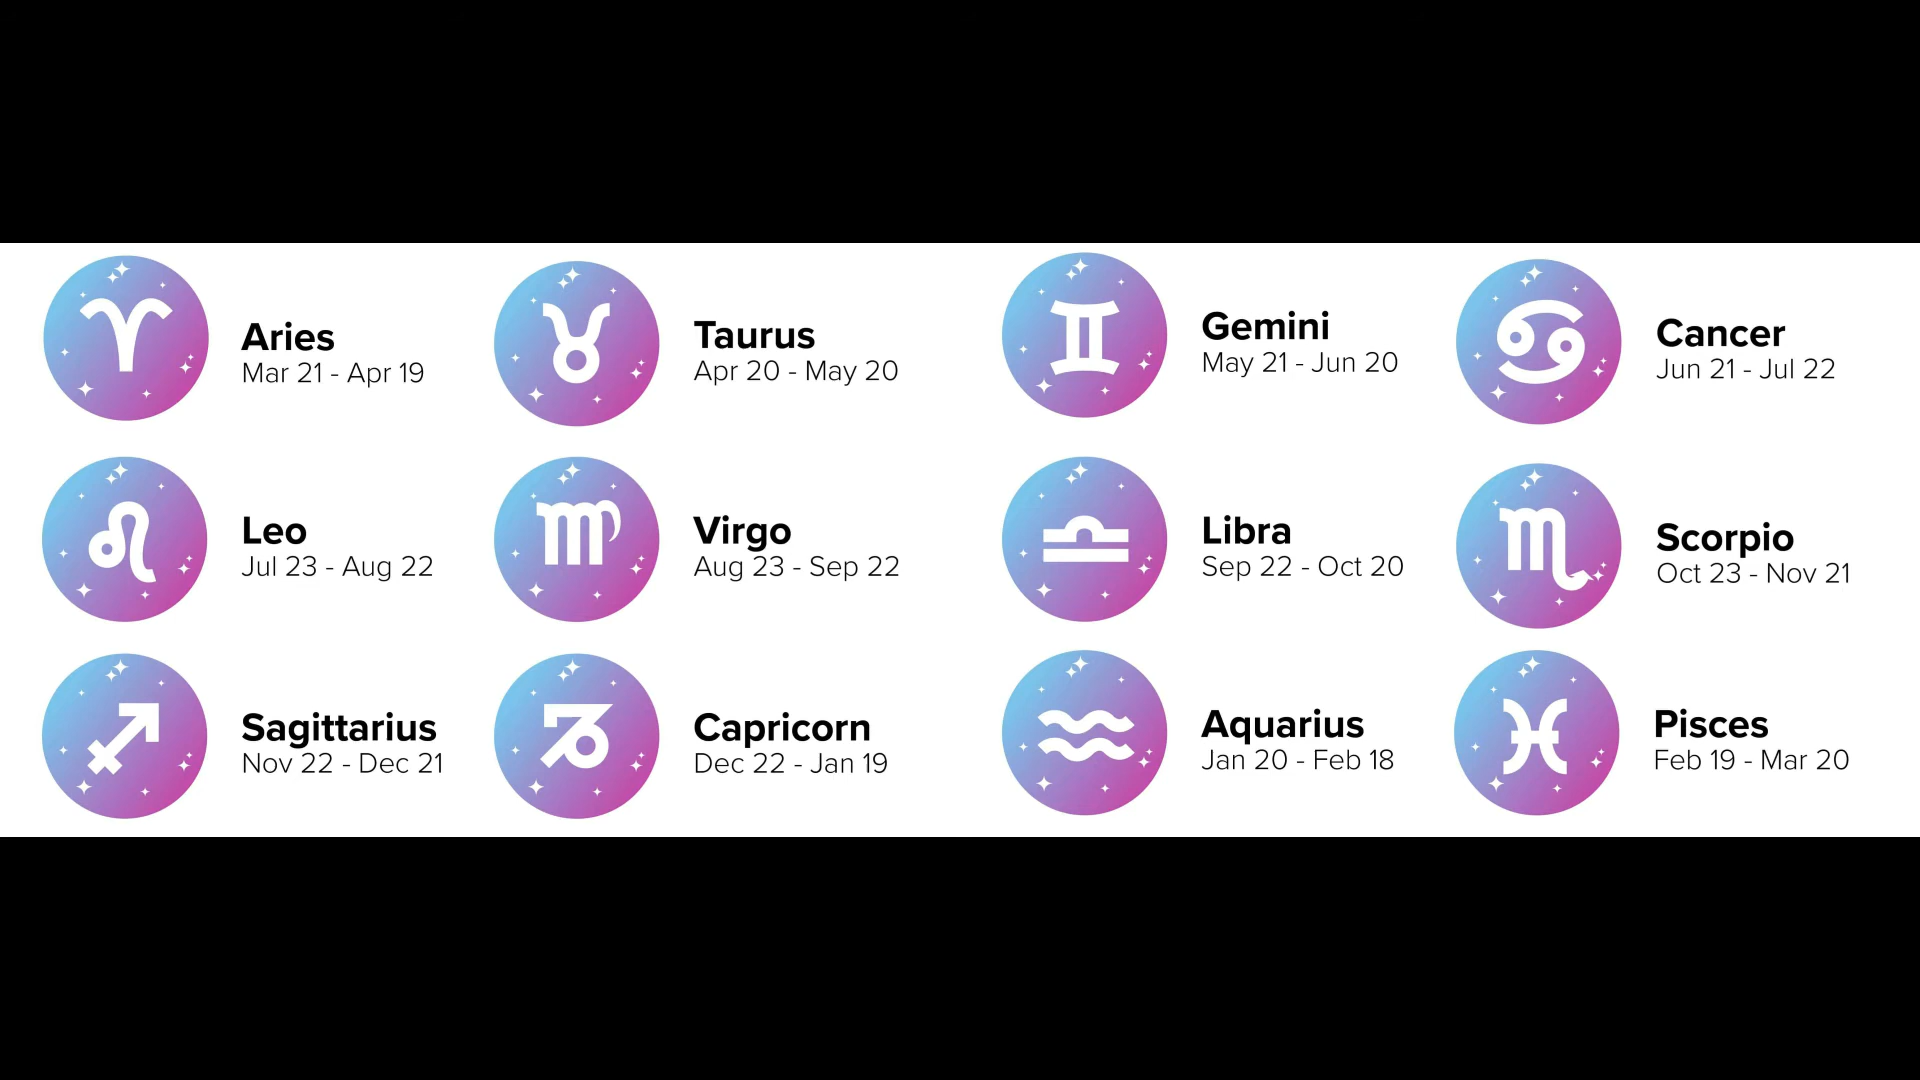 Aries
Mar 21 - Apr 19
Taurus
Apr 20 - May 20
Gemini
May 21 - Jun 20
Cancer
Jun 21 - Jul 22
Leo
Jul 23 - Aug 22
Virgo
Aug 23 - Sep 22
Libra
Sep 22 - Oct 20
Scorpio
Oct 23 - Nov 21
Sagittarius
Nov 22 - Dec 21
Capricorn
Dec 22 - Jan 19
Aquarius
Jan 20 - Feb 18
Pisces
Feb 19 - Mar 20